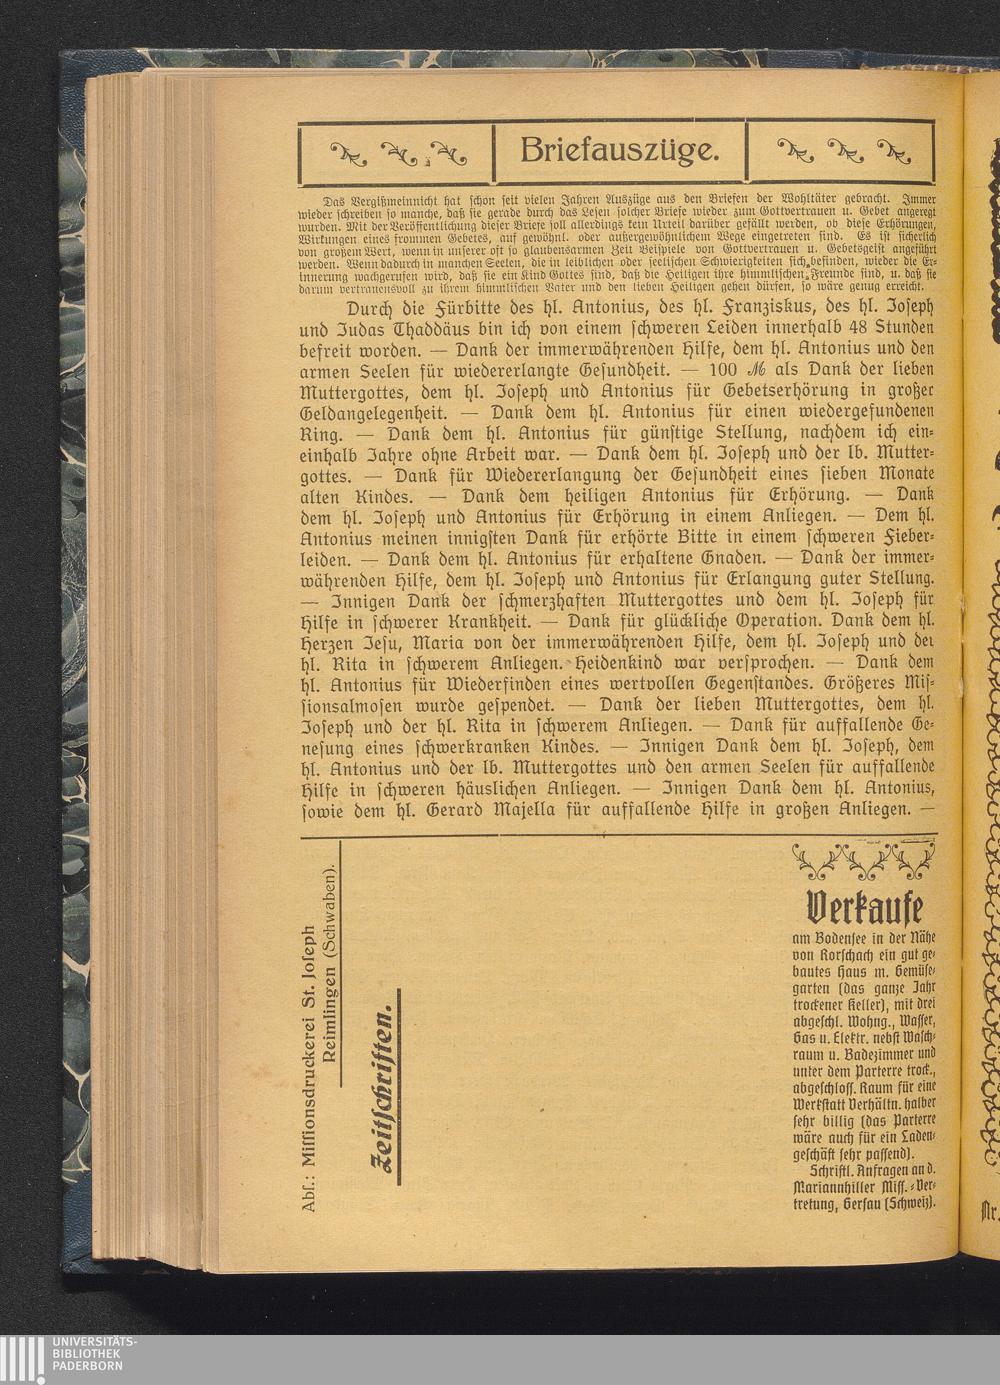 Briefauszüge.
Das Vergißmeinnicht hat schon seit vielen Jahren Auszüge aus den Briefen der Wohltäter gebracht. Immer
wieder schreiben so manche, daß sie gerade durch das Lesen solcher Briefe wieder zum Gottvertrauen u. Gebet angeregt
wurden. Mit der Veröffentlichung dieser Briefe soll allerdings kein Urteil darüber gefällt werden, ob diese Erhörungen,
Wirkungen eines frommen Gebetes, auf gewöhnl. oder außergewöhnlichem Wege eingetreten sind. Es ist sicherlich
von großem Wert, wenn in unserer oft so glaubensarmen Zeit Beispiele von Gottvertrauen u. Gebetsgeist angeführt
werden. Wenn dadurch in manchen Seelen, die in leiblichen oder seelischen Schwierigkeiten sich befinden, wieder die Er-
innerung wachgerufen wird, daß sie ein Kind Gottes sind, daß die Heiligen ihre himmlischen Freunde sind, u. daß sie
darum vertrauensvoll zu ihrem himmlischen Vater und den lieben Heiligen gehen dürfen, so wäre genug erreicht.
Durch die Fürbitte des hl. Antonius, des hl. Franziskus, des hl. Joseph
und Judas Thaddäus bin ich von einem schweren Leiden innerhalb 48 Stunden
befreit worden. — Dank der immerwährenden Hilfe, dem hl. Antonius und den
armen Seelen für wiedererlangte Gesundheit. — 100 ℳ als Dank der lieben
Muttergottes, dem hl. Joseph und Antonius für Gebetserhörung in großer
Geldangelegenheit. — Dank dem hl. Antonius für einen wiedergefundenen
Ring. — Dank dem hl. Antonius für günstige Stellung, nachdem ich ein-
einhalb Jahre ohne Arbeit war. — Dank dem hl. Joseph und der lb. Mutter-
gottes. — Dank für Wiedererlangung der Gesundheit eines sieben Monate
alten Kindes. — Dank dem heiligen Antonius für Erhörung. — Dank
dem hl. Joseph und Antonius für Erhörung in einem Anliegen. — Dem hl.
Antonius meinen innigsten Dank für erhörte Bitte in einem schweren Fieber-
leiden. — Dank dem hl. Antonius für erhaltene Gnaden. — Dank der immer-
währenden Hilfe, dem hl. Joseph und Antonius für Erlangung guter Stellung.
— Innigen Dank der schmerzhaften Muttergottes und dem hl. Joseph für
Hilfe in schwerer Krankheit. — Dank für glückliche Operation. Dank dem hl.
Herzen Jesu, Maria von der immerwährenden Hilfe, dem hl. Joseph und der
hl. Rita in schwerem Anliegen. Heidenkind war versprochen. — Dank dem
hl. Antonius für Wiederfinden eines wertvollen Gegenstandes. Größeres Mis-
sionsalmosen wurde gespendet. — Dank der lieben Muttergottes, dem hl.
Joseph und der hl. Rita in schwerem Anliegen. — Dank für auffallende Ge-
nesung eines schwerkranken Kindes. — Innigen Dank dem hl. Joseph, dem
hl. Antonius und der lb. Muttergottes und den armen Seelen für auffallende
Hilfe in schweren häuslichen Anliegen. — Innigen Dank dem hl. Antonius,
sowie dem hl. Gerard Majella für auffallende Hilfe in großen Anliegen. —
Abs.: Missionsdruckerei St. Joseph
Reimlingen (Schwaben).
Zeitschriften.
Verkaufe
am Bodensee in der Nähe
von Rorschach ein gut ge-
bautes Haus m. Gemüse-
garten (das ganze Jahr
trockener Keller), mit drei
abgeschl. Wohng., Wasser,
Gas u. Elektr. nebst Wasch-
raum u. Badezimmer und
unter dem Parterre trock.,
abgeschloss. Raum für eine
Werkstatt Verhältn. halber
sehr billig (das Parterre
wäre auch für ein Laden-
geschäft sehr passend).
Schriftl. Anfragen an d.
Mariannhiller Miss.-Ver-
tretung, Gersau (Schweiz).
Nr.
UNIVERSITÄTS-
BIBLIOTHEK
PADERBORN